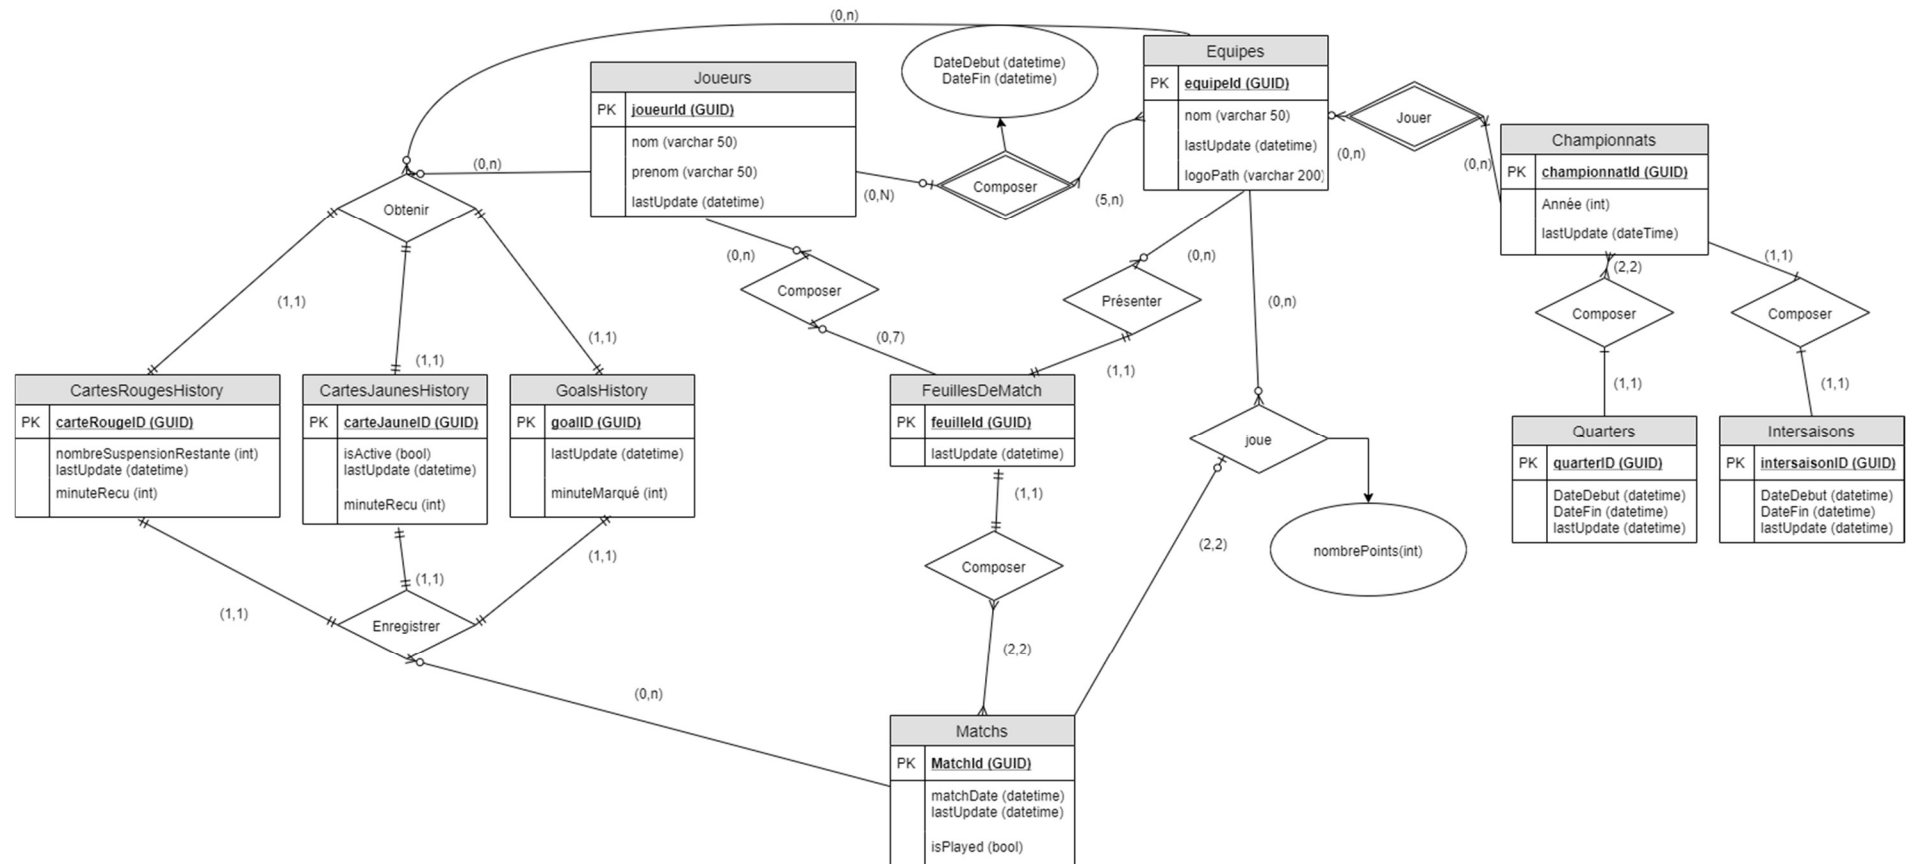 (0,n)
Joueurs
PK
joueurId (GUID)
nom (varchar 50)
prenom (varchar 50)
lastUpdate (datetime)
DateDebut (datetime)
DateFin (datetime)
Equipes
PK
equipeId (GUID)
nom (varchar 50)
lastUpdate (datetime)
logoPath (varchar 200)
Jouer
(0,n)
(0,n)
Championnats
PK
championnatId (GUID)
Année (int)
lastUpdate (dateTime)
(0,n)
Obtenir
(0,N)
Composer
(5,n)
(0,n)
Composer
(0,7)
(0,n)
Présenter
(1,1)
(0,n)
(2,2)
Composer
(1,1)
(1,1)
Composer
(1,1)
(1,1)
(1,1)
(1,1)
CartesRougesHistory
PK
carteRougeID (GUID)
nombreSuspensionRestante (int)
lastUpdate (datetime)
minuteRecu (int)
CartesJaunesHistory
PK
carteJauneID (GUID)
isActive (bool)
lastUpdate (datetime)
minuteRecu (int)
GoalsHistory
PK
goalID (GUID)
lastUpdate (datetime)
minuteMarqué (int)
FeuillesDeMatch
PK
feuilleId (GUID)
lastUpdate (datetime)
joue
nombrePoints(int)
Quarters
PK
quarterID (GUID)
DateDebut (datetime)
DateFin (datetime)
lastUpdate (datetime)
Intersaisons
PK
intersaisonID (GUID)
DateDebut (datetime)
DateFin (datetime)
lastUpdate (datetime)
(1,1)
Composer
(2,2)
(2,2)
(1,1)
(1,1)
(1,1)
Enregistrer
(0,n)
Matchs
PK
MatchId (GUID)
matchDate (datetime)
lastUpdate (datetime)
isPlayed (bool)